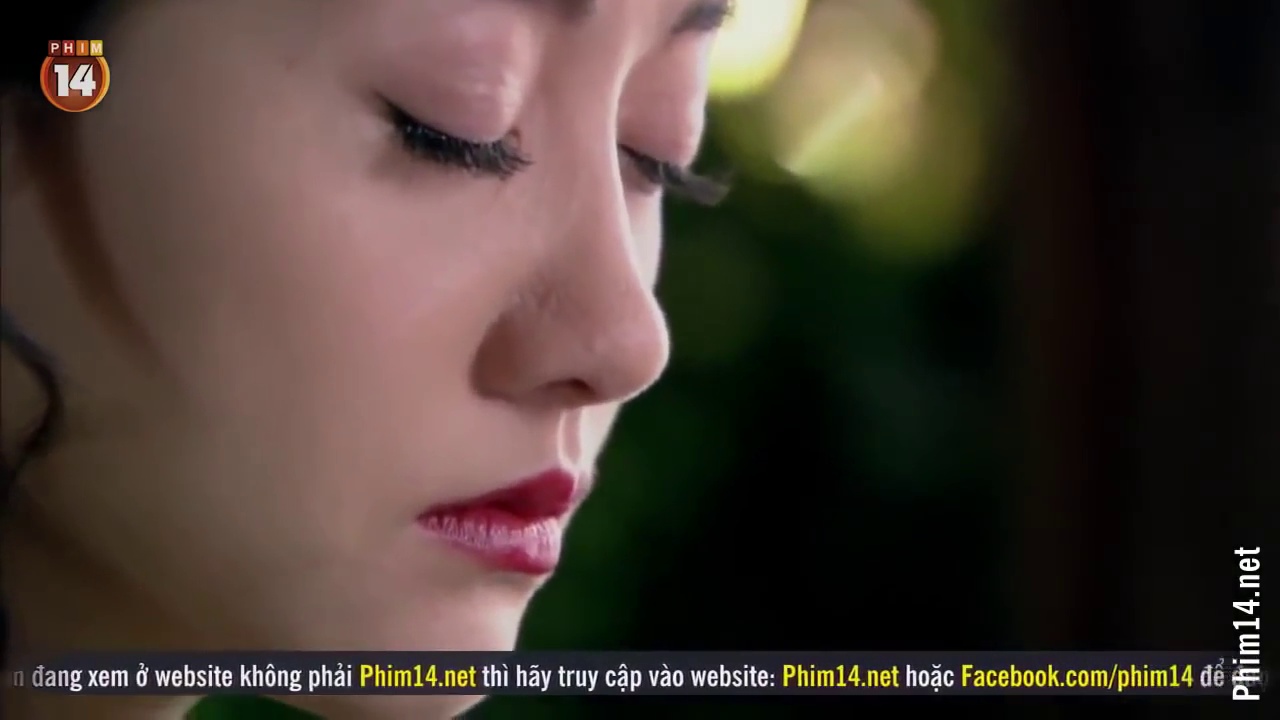 PHIM
14
đang xem ở website không phải Phim14.net thì hãy truy cập vào website: Phim14.net hoặc Facebook.com/phim14 để
Phim14.net